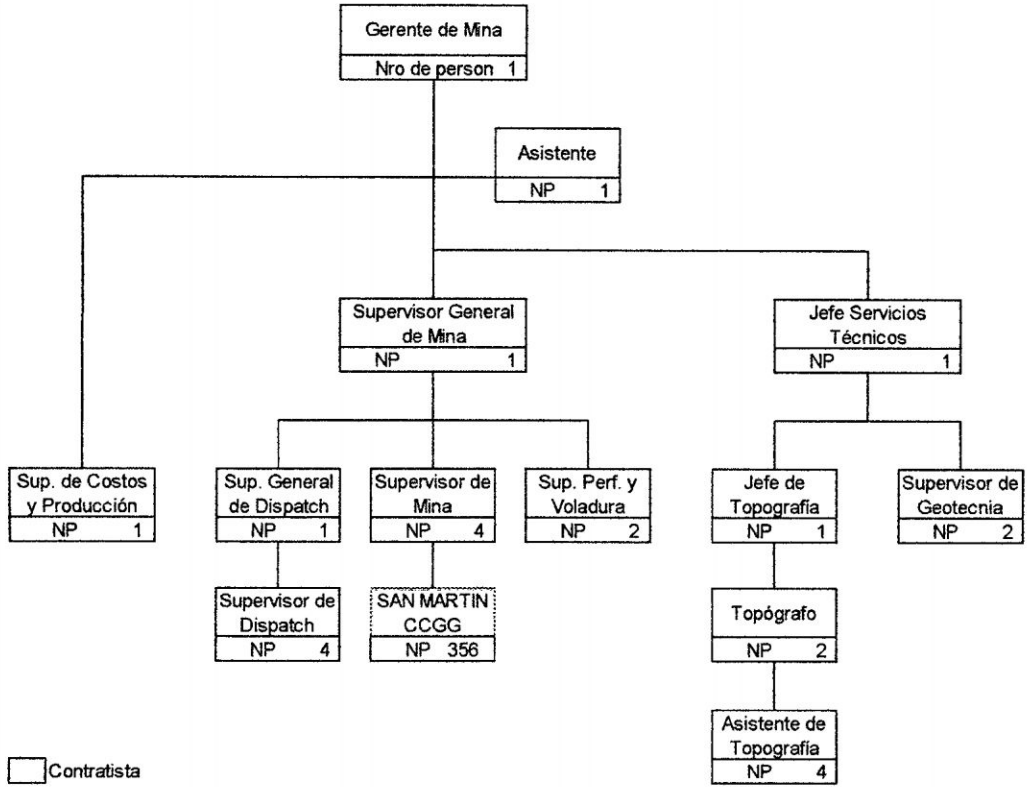 Gerente de Mina
Nro de person 1
Asistente
NP 1
Supervisor General
de Mina
NP 1
Jefe Servicios
Técnicos
NP 1
Sup. de Costos
y Producción
NP 1
Sup. General
de Dispatch
NP 1
Supervisor de
Mina
NP 4
Sup. Perf. y
Voladura
NP 2
Jefe de
Topografía
NP 1
Supervisor de
Geotecnia
NP 2
Supervisor de
Dispatch
NP 4
SAN MARTIN
CCGG
NP 356
Topógrafo
NP 2
Asistente de
Topografía
NP 4
Contratista